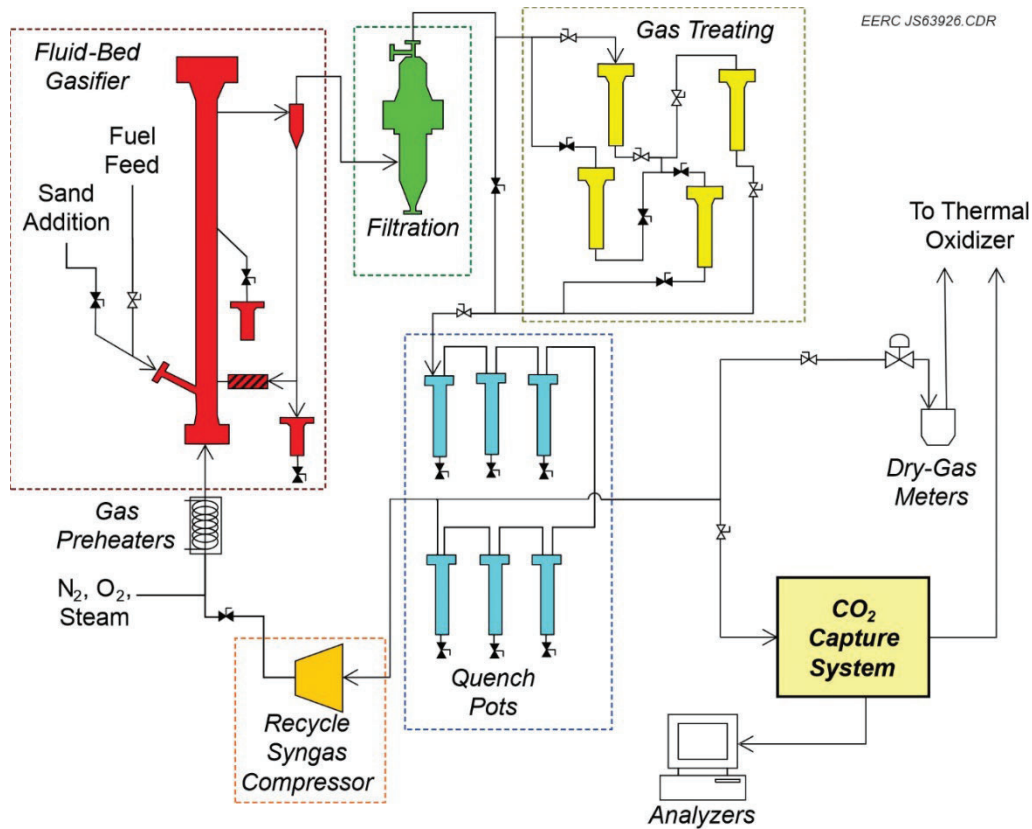 EERC JS63926.CDR
Fluid-Bed
Gasifier
Fuel
Feed
Sand
Addition
Filtration
Gas Treating
To Thermal
Oxidizer
Dry-Gas
Meters
Gas
Preheaters
N₂, O₂,
Steam
Quench
Pots
Recycle
Syngas
Compressor
CO₂
Capture
System
Analyzers